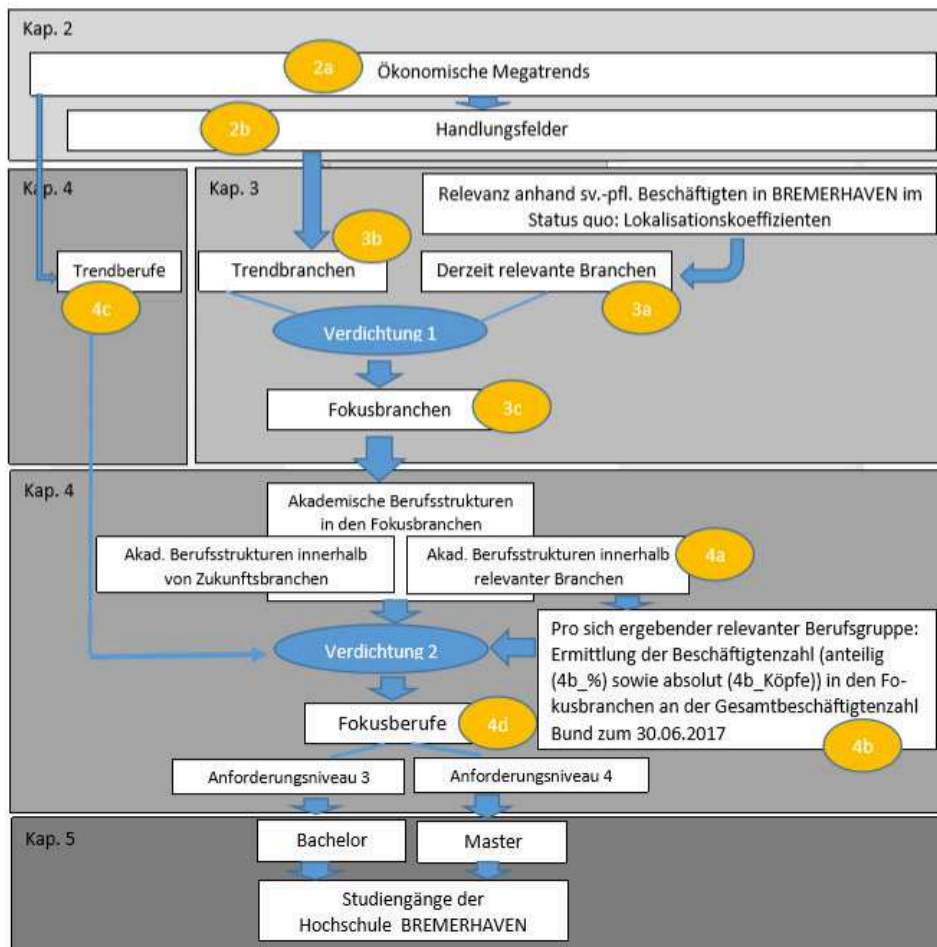 Kap. 2
2a
Ökonomische Megatrends
2b
Handlungsfelder
Kap. 4
Kap. 3
Relevanz anhand sv.-pfl. Beschäftigten in BREMERHAVEN im
Status quo: Lokalisationskoeffizienten
3b
Trendberufe
Trendbranchen
Derzeit relevante Branchen
4c
3a
Verdichtung 1
Fokusbranchen
3c
Kap. 4
Akademische Berufsstrukturen
in den Fokusbranchen
Akad. Berufsstrukturen innerhalb
von Zukunftsbranchen
Akad. Berufsstrukturen innerhalb
relevanter Branchen
4a
Verdichtung 2
Pro sich ergebender relevanter Berufsgruppe:
Ermittlung der Beschäftigtenzahl (anteilig
(4b_%) sowie absolut (4b_Köpfe)) in den Fo-
kusbranchen an der Gesamtbeschäftigtenzahl
Bund zum 30.06.2017
4b
Fokusberufe
4d
Anforderungsniveau 3
Anforderungsniveau 4
Kap. 5
Bachelor
Master
Studiengänge der
Hochschule BREMERHAVEN